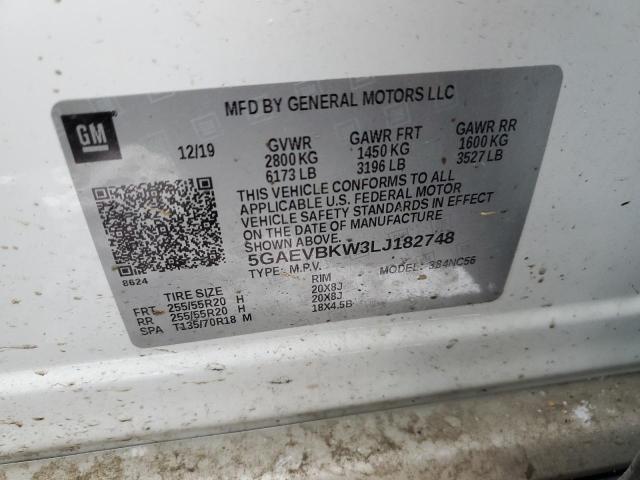 MFD BY GENERAL MOTORS LLC
GM
12/19 GVWR GAWR FRT GAWR RR
2800 KG 1450 KG 1600 KG
6173 LB 3196 LB 3527 LB
THIS VEHICLE CONFORMS TO ALL
APPLICABLE U.S. FEDERAL MOTOR
VEHICLE SAFETY STANDARDS IN EFFECT
ON THE DATE OF MANUFACTURE
SHOWN ABOVE.
5GAEVBKW3LJ182748
TYPE: M.P.V. MODEL: 384NC56
8624
TIRE SIZE RIM
FRT 255/55R20 H 20X8J
RR 255/55R20 H 20X8J
SPA T135/70R18 M 18X4.5B